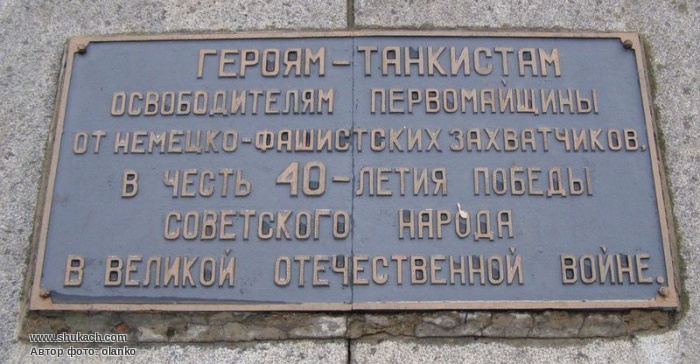 ГЕРОЯМ-ТАНКИСТАМ
ОСВОБОДИТЕЛЯМ ПЕРВОМАЙЩИНЫ
ОТ НЕМЕЦКО-ФАШИСТСКИХ ЗАХВАТЧИКОВ.
В ЧЕСТЬ 40-ЛЕТИЯ ПОБЕДЫ
СОВЕТСКОГО НАРОДА
В ВЕЛИКОЙ ОТЕЧЕСТВЕННОЙ ВОЙНЕ.
www.shukach.com
Автор фото: olanko